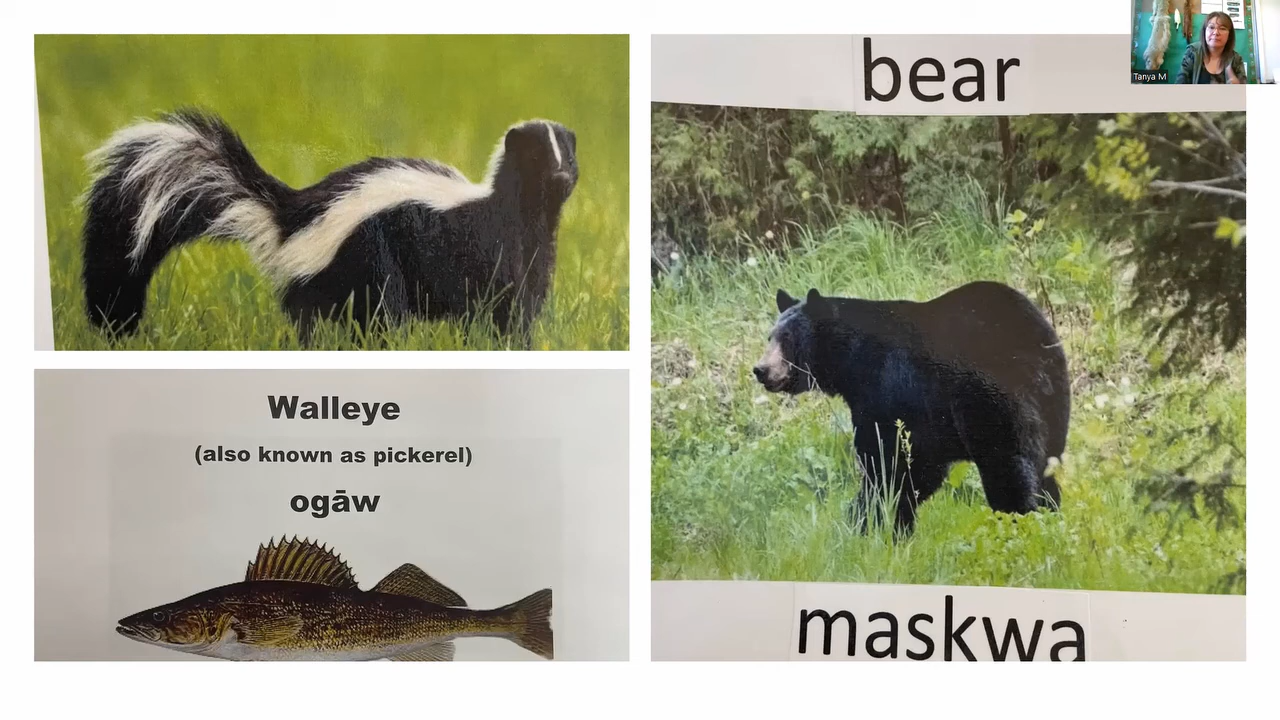 bear
Tanya M
Walleye
(also known as pickerel)
ogāw
maskwa